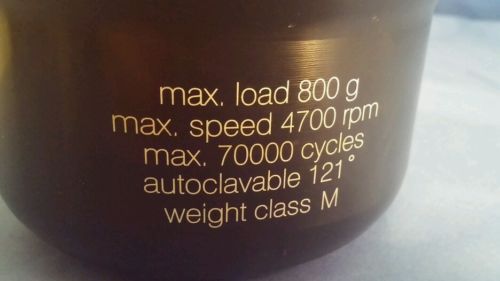 max. load 800 g
max. speed 4700 rpm
max. 70000 cycles
autoclavable 121°
weight class M